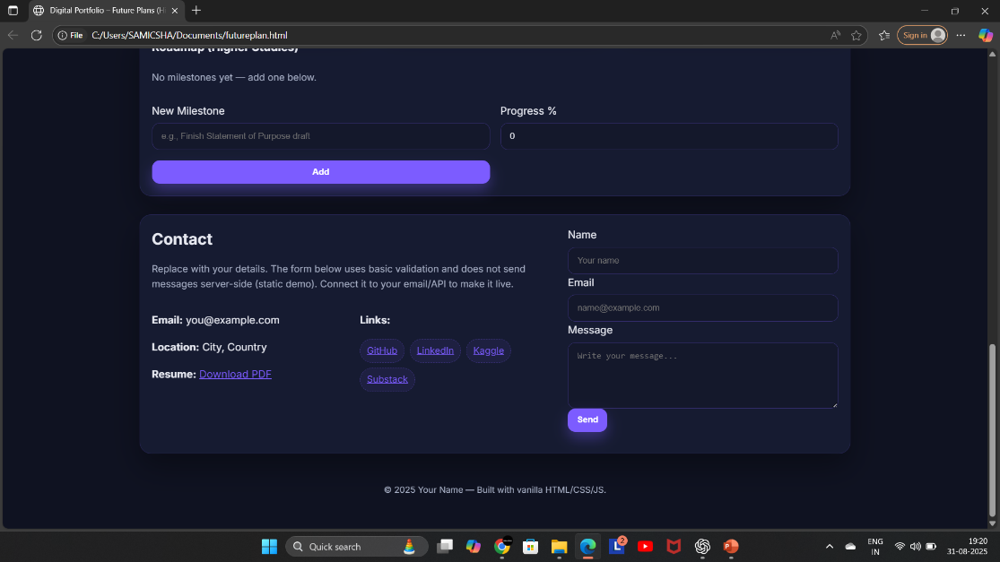 Digital Portfolio – Future Plans (H
File
C:/Users/SAMICSHA/Documents/futureplan.html
Sign in
Roadmap (Higher Studies)
No milestones yet — add one below.
New Milestone
Progress %
e.g., Finish Statement of Purpose draft
0
Add
Contact
Replace with your details. The form below uses basic validation and does not send
messages server-side (static demo). Connect it to your email/API to make it live.
Email: you@example.com
Location: City, Country
Resume: Download PDF
Links:
GitHub
LinkedIn
Kaggle
Substack
Name
Your name
Email
name@example.com
Message
Write your message...
Send
© 2025 Your Name — Built with vanilla HTML/CSS/JS.
Quick search
L
2
P
ENG
IN
19:20
31-08-2025